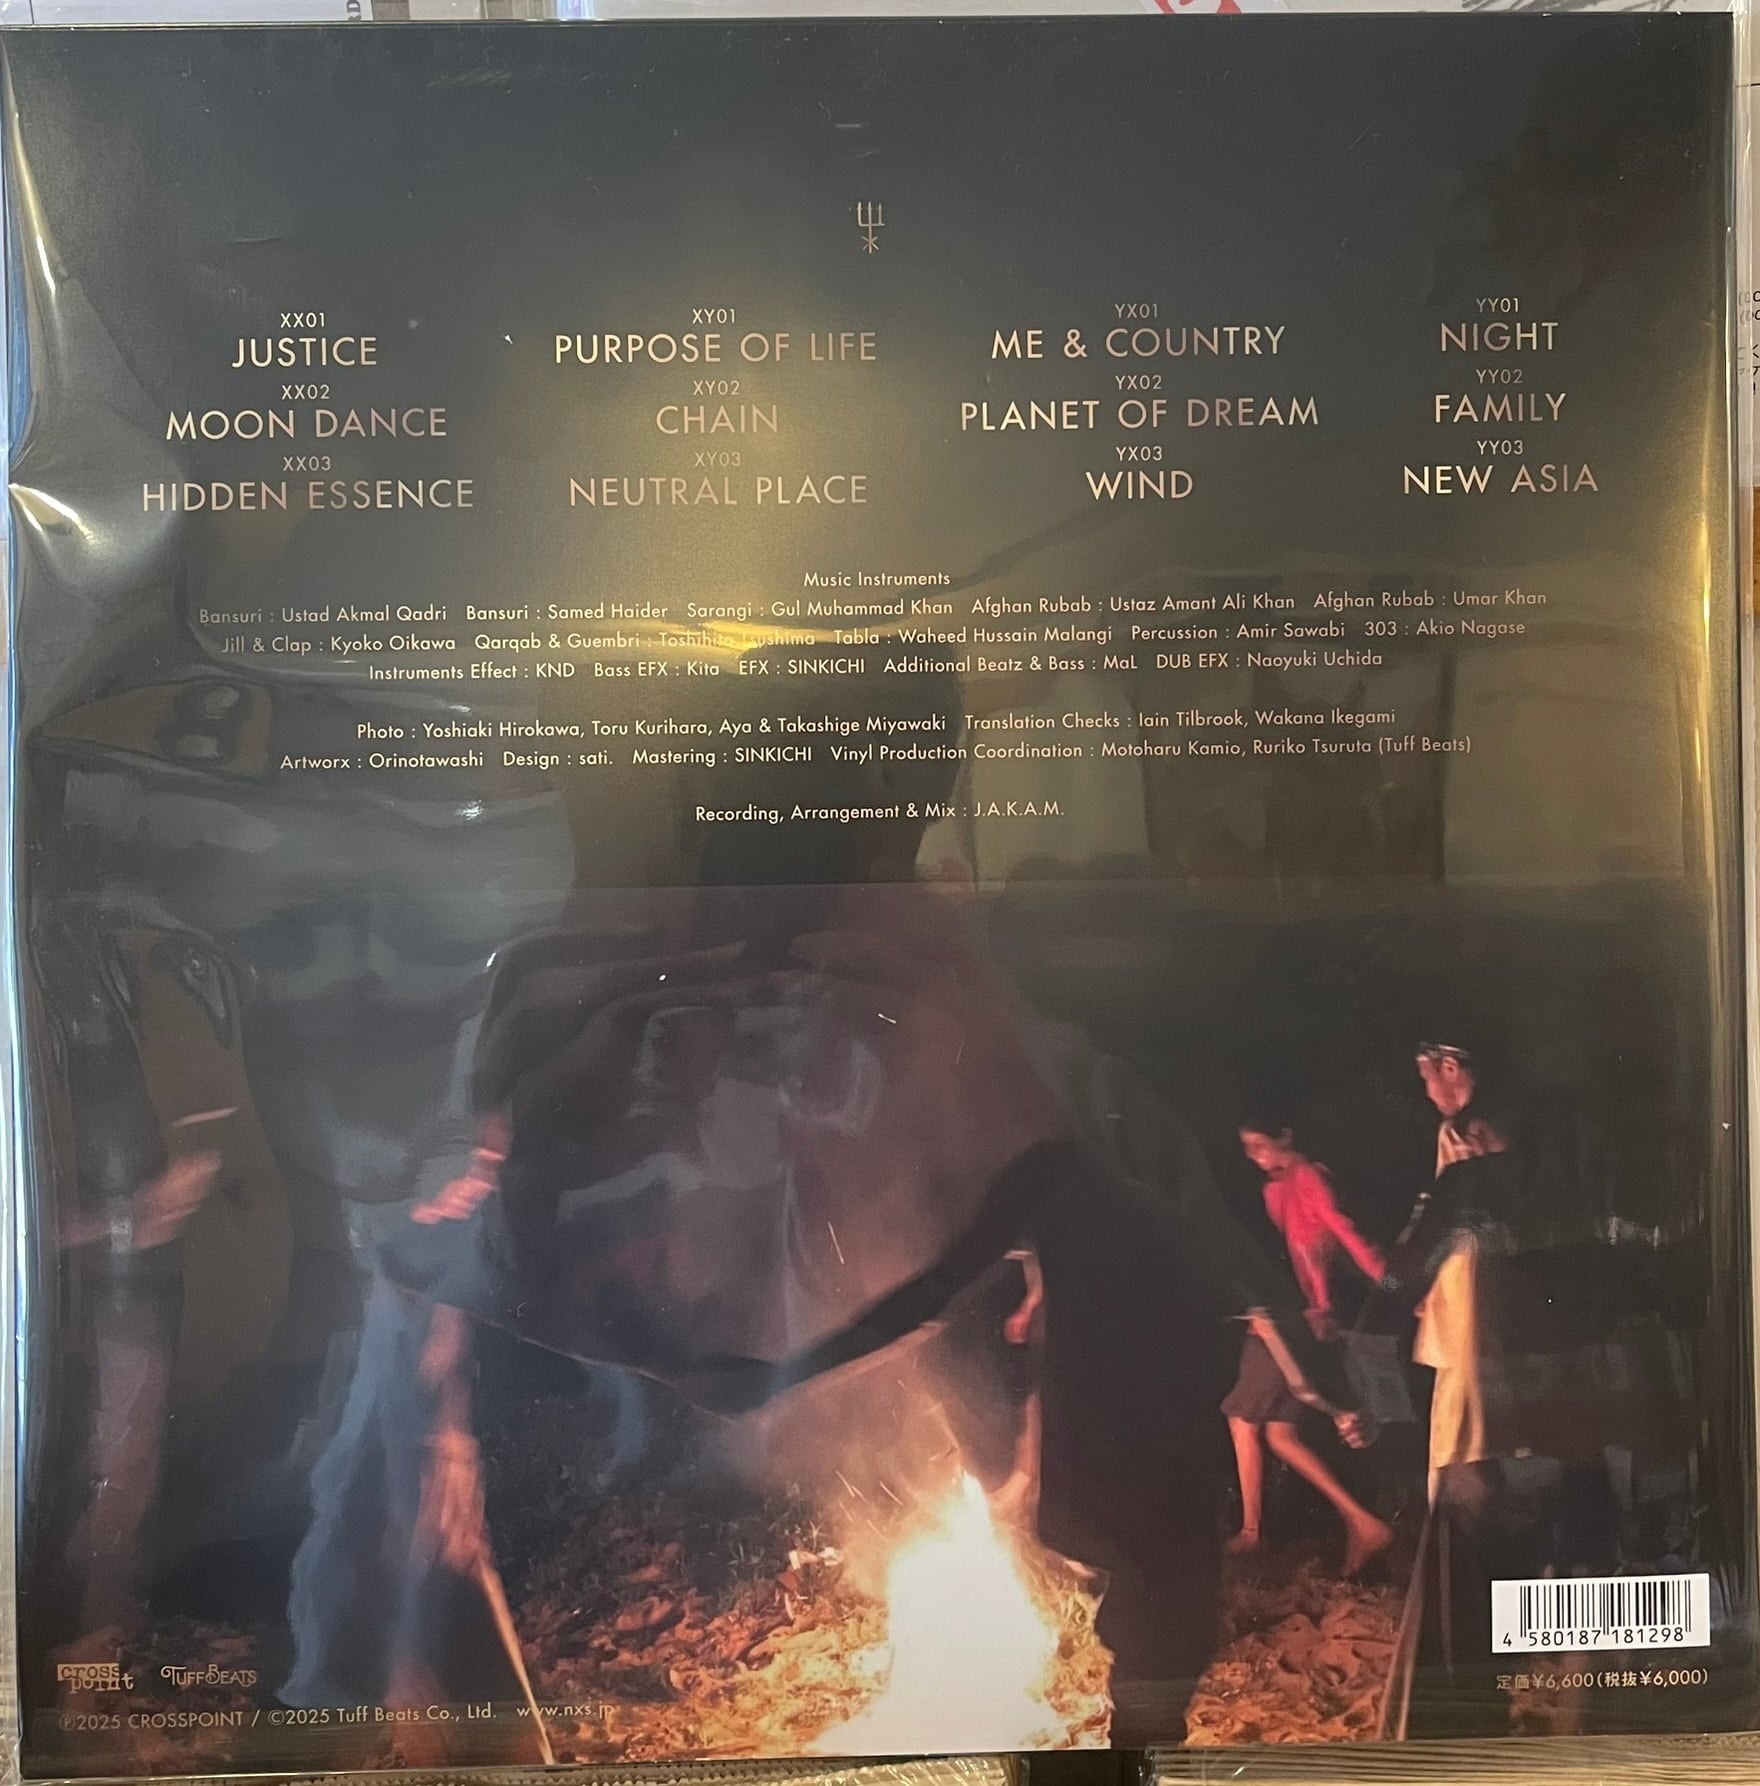 XX01
JUSTICE
XX02
MOON DANCE
XX03
HIDDEN ESSENCE
XY01
PURPOSE OF LIFE
XY02
CHAIN
XY03
NEUTRAL PLACE
YX01
ME & COUNTRY
YX02
PLANET OF DREAM
YX03
WIND
YY01
NIGHT
YY02
FAMILY
YY03
NEW ASIA
Music Instruments
Bansuri : Ustad Akmal Qadri Bansuri : Samed Haider Sarangi : Gul Muhammad Khan Afghan Rubab : Ustaz Amant Ali Khan Afghan Rubab : Umar Khan
Jill & Clap : Kyoko Oikawa Qarqab & Guembri : Toshihito Tsushima Tabla : Waheed Hussain Malangi Percussion : Amir Sawabi 303 : Akio Nagase
Instruments Effect : KND Bass EFX : Kita EFX : SINKICHI Additional Beatz & Bass : MaL DUB EFX : Naoyuki Uchida
Photo : Yoshiaki Hirokawa, Toru Kurihara, Aya & Takashige Miyawaki Translation Checks : Iain Tilbrook, Wakana Ikegami
Artworx : Orinotawashi Design : sati. Mastering : SINKICHI Vinyl Production Coordination : Motoharu Kamio, Ruriko Tsuruta (Tuff Beats)
Recording, Arrangement & Mix : J.A.K.A.M.
4 580187 181298
定価¥6,600(税抜¥6,000)
cross point
TUFF BEATS
℗2025 CROSSPOINT / ©2025 Tuff Beats Co., Ltd. www.nxs.jp